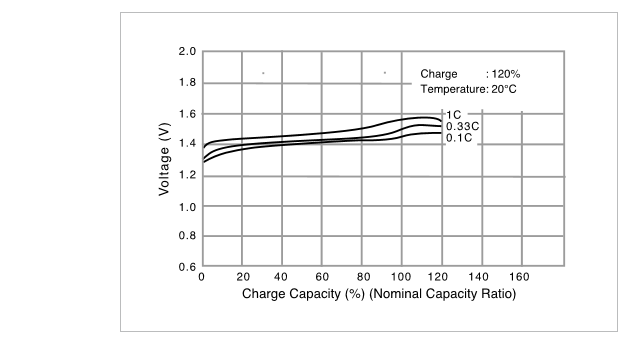 2.0
1.8
1.6
1.4
1.2
1.0
0.8
0.6
Voltage (V)
Charge : 120%
Temperature: 20°C
1C
0.33C
0.1C
0 20 40 60 80 100 120 140 160
Charge Capacity (%) (Nominal Capacity Ratio)